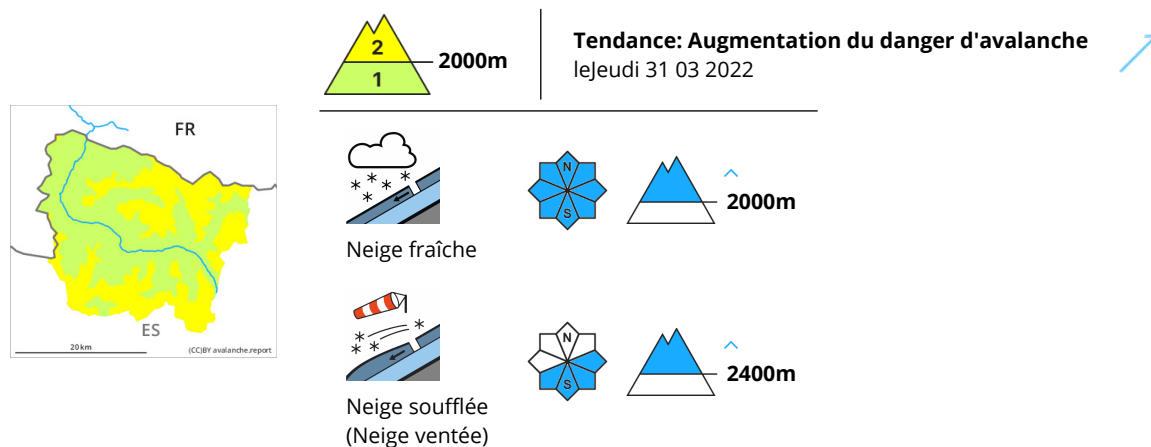 2
1
2000m
Tendance: Augmentation du danger d'avalanche
leJeudi 31 03 2022
FR
ES
20 km
(CC)BY avalanche.report
N
S
2000m
Neige fraîche
N
S
2400m
Neige soufflée
(Neige ventée)